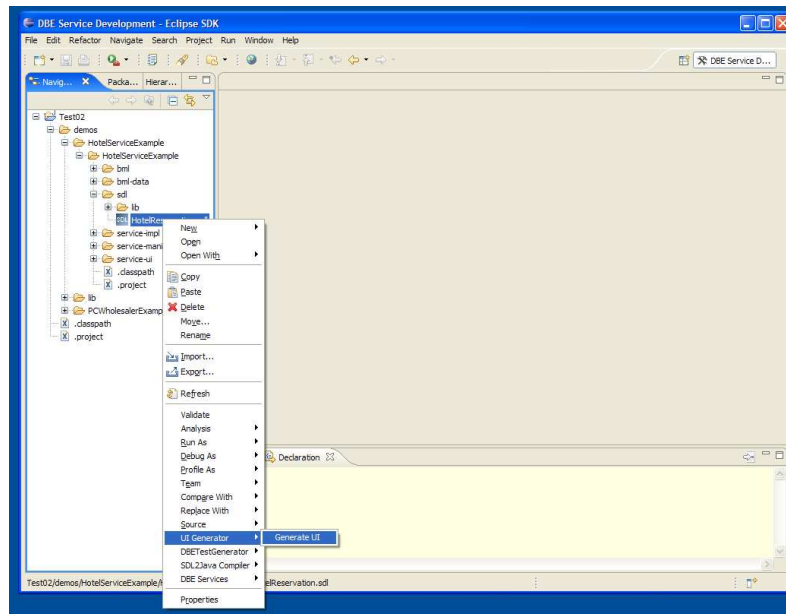 DBE Service Development - Eclipse SDK
File Edit Refactor Navigate Search Project Run Window Help
DBE Service D...
Navig... Packa... Hierar...
Test02
demos
HotelServiceExample
HotelServiceExample
bml
bml-data
sdl
lib
SDL
service-impl
service-mani
service-ui
.classpath
.project
lib
PCWholesalerExamp
.classpath
.project
New
Open
Open With
Copy
Paste
Delete
Move...
Rename
Import...
Export...
Refresh
Validate
Analysis
Run As
Debug As
Profile As
Team
Compare With
Replace With
Source
UI Generator
Generate UI
DBETestGenerator
SDL2Java Compiler
DBE Services
Properties
Declaration
Test02/demos/HotelServiceExample/ elReservation.sdl